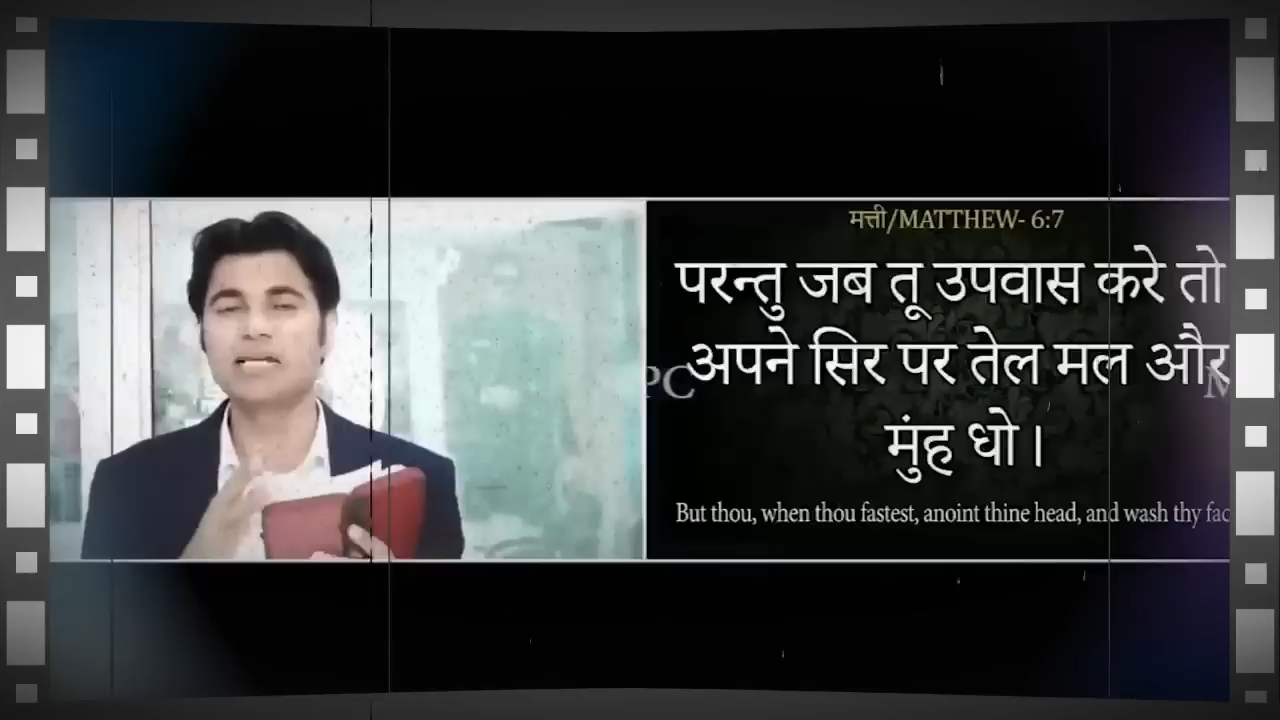 मत्ती/MATTHEW- 6:7
परन्तु जब तू उपवास करे तो
अपने सिर पर तेल मल और
मुंह धो।
But thou, when thou fastest, anoint thine head, and wash thy fac